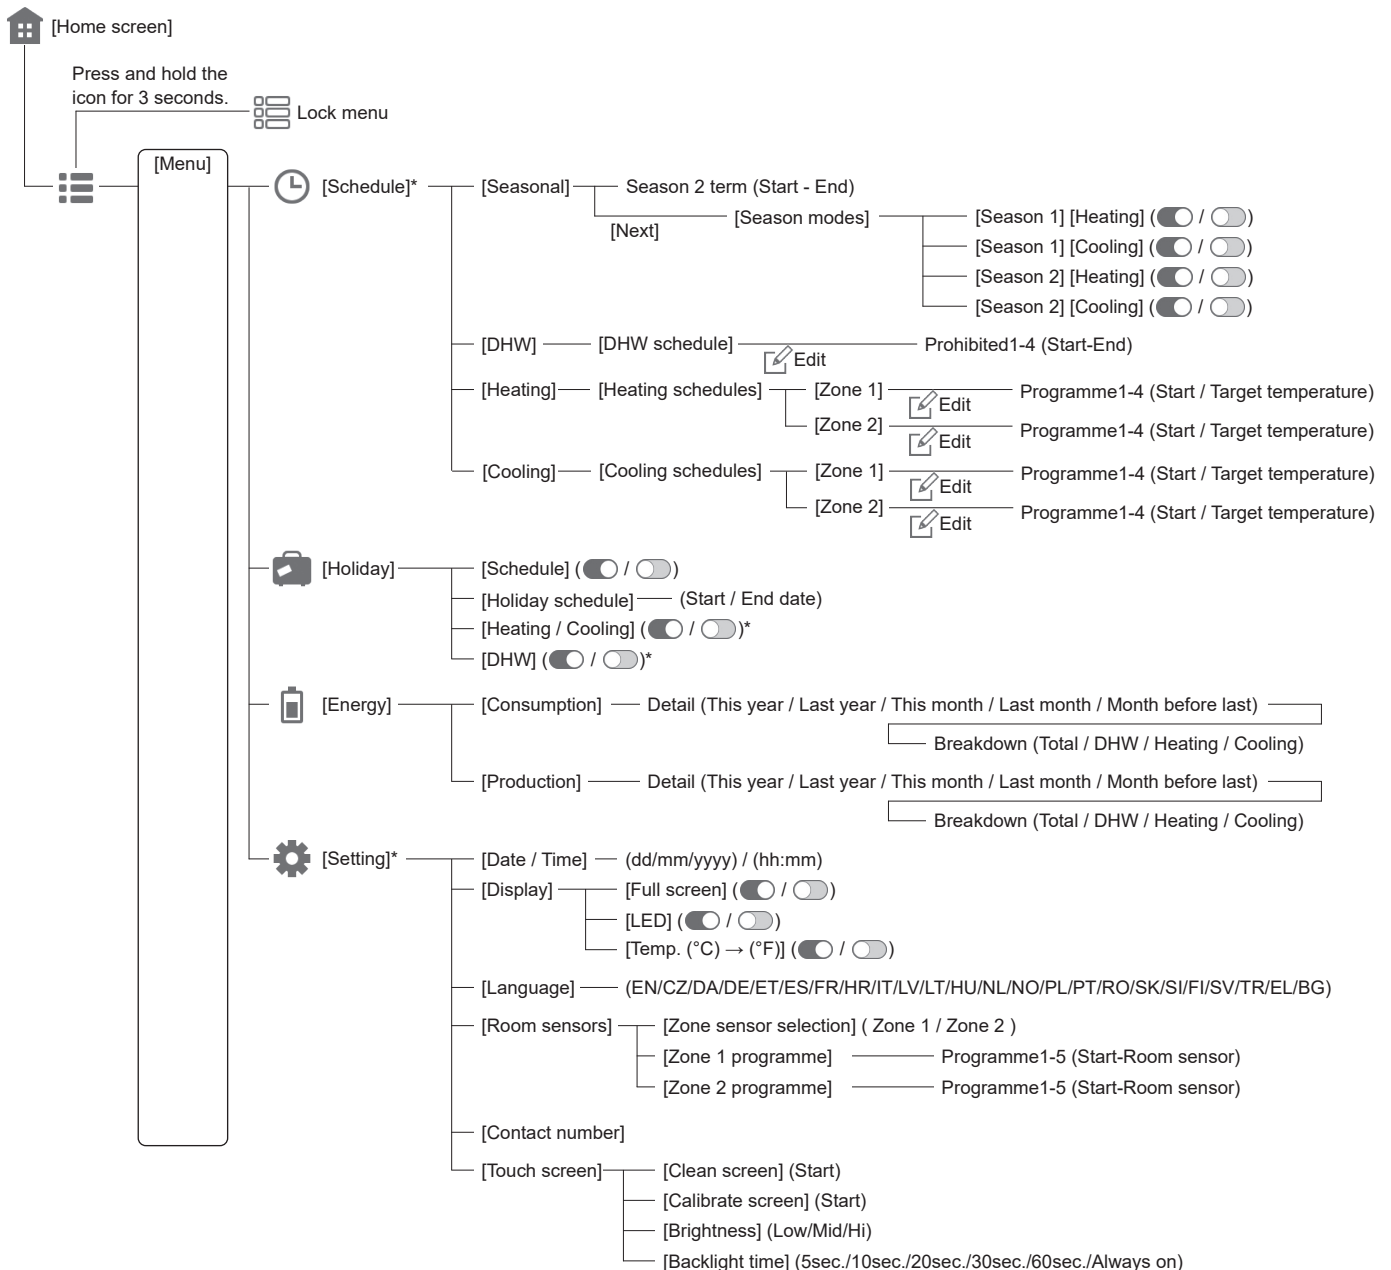 [Home screen]
Press and hold the
icon for 3 seconds.
Lock menu
[Menu]
[Schedule]*
[Seasonal]
Season 2 term (Start - End)
[Next]
[Season modes]
[Season 1] [Heating] ( / )
[Season 1] [Cooling] ( / )
[Season 2] [Heating] ( / )
[Season 2] [Cooling] ( / )
[DHW]
[DHW schedule]
Edit
Prohibited1-4 (Start-End)
[Heating]
[Heating schedules]
[Zone 1]
Edit
Programme1-4 (Start / Target temperature)
[Zone 2]
Edit
Programme1-4 (Start / Target temperature)
[Cooling]
[Cooling schedules]
[Zone 1]
Edit
Programme1-4 (Start / Target temperature)
[Zone 2]
Edit
Programme1-4 (Start / Target temperature)
[Holiday]
[Schedule] ( / )
[Holiday schedule]
(Start / End date)
[Heating / Cooling] ( / )*
[DHW] ( / )*
[Energy]
[Consumption]
Detail (This year / Last year / This month / Last month / Month before last)
Breakdown (Total / DHW / Heating / Cooling)
[Production]
Detail (This year / Last year / This month / Last month / Month before last)
Breakdown (Total / DHW / Heating / Cooling)
[Setting]*
[Date / Time]
(dd/mm/yyyy) / (hh:mm)
[Display]
[Full screen] ( / )
[LED] ( / )
[Temp. (°C) → (°F)] ( / )
[Language]
(EN/CZ/DA/DE/ET/ES/FR/HR/IT/LV/LT/HU/NL/NO/PL/PT/RO/SK/SI/FI/SV/TR/EL/BG)
[Room sensors]
[Zone sensor selection] ( Zone 1 / Zone 2 )
[Zone 1 programme]
Programme1-5 (Start-Room sensor)
[Zone 2 programme]
Programme1-5 (Start-Room sensor)
[Contact number]
[Touch screen]
[Clean screen] (Start)
[Calibrate screen] (Start)
[Brightness] (Low/Mid/Hi)
[Backlight time] (5sec./10sec./20sec./30sec./60sec./Always on)